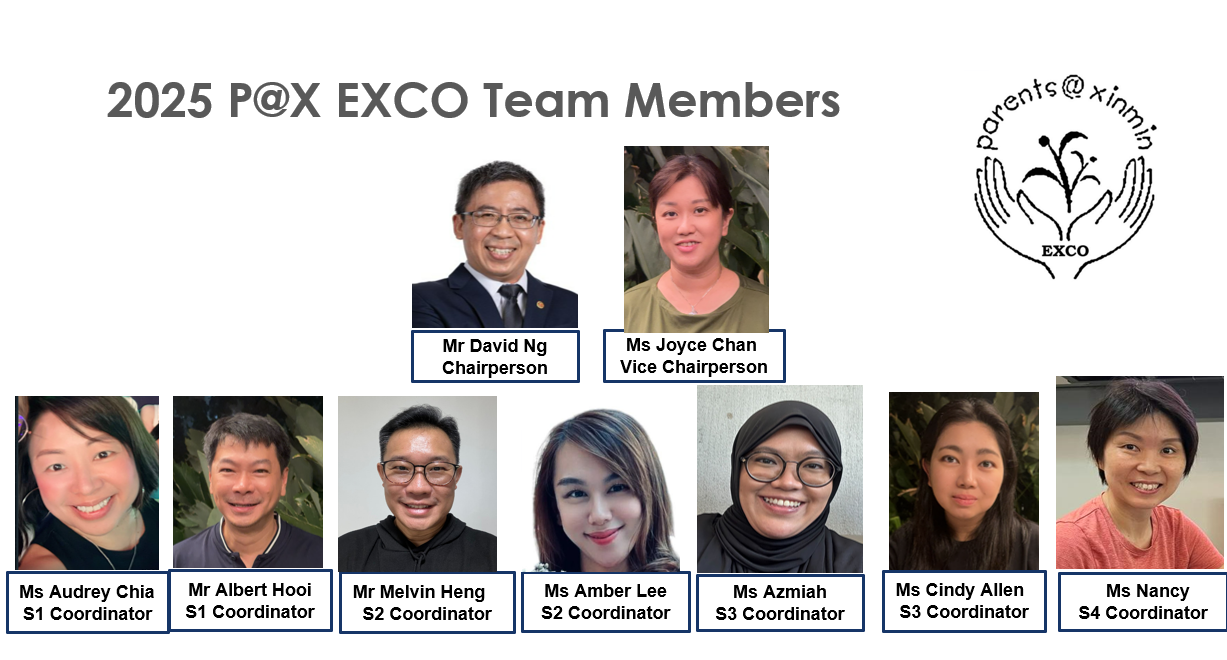 2025 P@X EXCO Team Members
parents@xinmin
EXCO
Mr David Ng
Chairperson
Ms Joyce Chan
Vice Chairperson
Ms Audrey Chia
S1 Coordinator
Mr Albert Hooi
S1 Coordinator
Mr Melvin Heng
S2 Coordinator
Ms Amber Lee
S2 Coordinator
Ms Azmiah
S3 Coordinator
Ms Cindy Allen
S3 Coordinator
Ms Nancy
S4 Coordinator